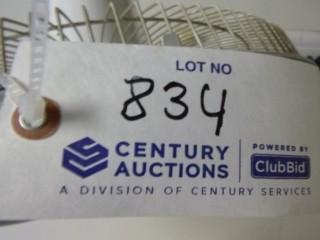 LOT NO
834
CENTURY AUCTIONS
POWERED BY
ClubBid
A DIVISION OF CENTURY SERVICES